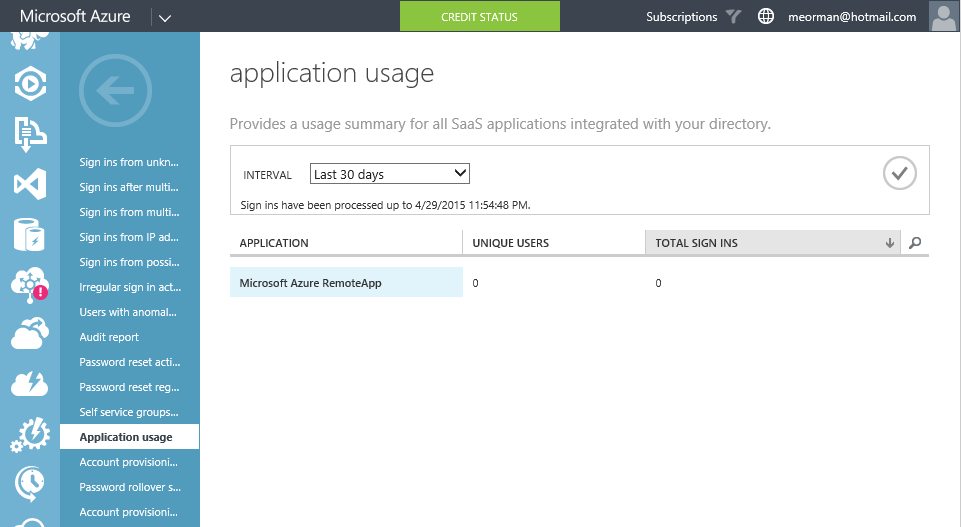 Microsoft Azure
CREDIT STATUS
Subscriptions
meorman@hotmail.com
Sign ins from unkn...
Sign ins after multi...
Sign ins from multi...
Sign ins from IP ad...
Sign ins from possi...
Irregular sign in act...
Users with anomal...
Audit report
Password reset acti...
Password reset reg...
Self service groups...
Application usage
Account provisioni...
Password rollover s...
Account provisioni...
application usage
Provides a usage summary for all SaaS applications integrated with your directory.
INTERVAL Last 30 days
Sign ins have been processed up to 4/29/2015 11:54:48 PM.
APPLICATION UNIQUE USERS TOTAL SIGN INS
Microsoft Azure RemoteApp 0 0